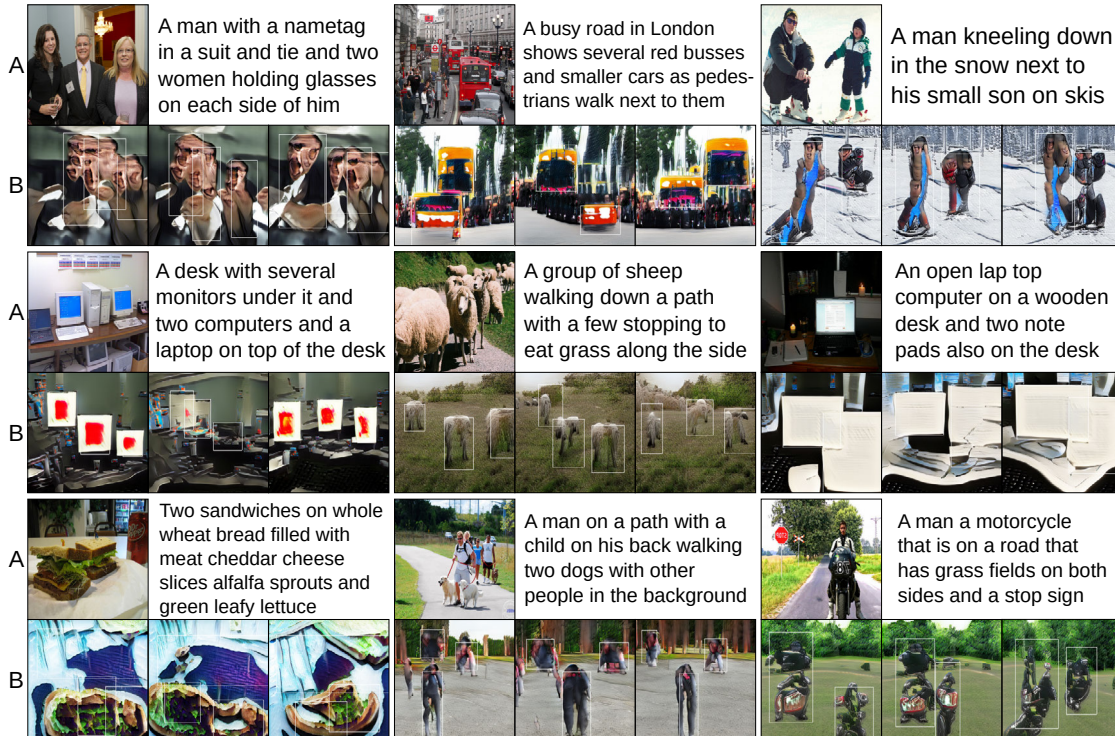 A
A man with a nametag
in a suit and tie and two
women holding glasses
on each side of him
A busy road in London
shows several red busses
and smaller cars as pedes-
trians walk next to them
A man kneeling down
in the snow next to
his small son on skis
B
A
A desk with several
monitors under it and
two computers and a
laptop on top of the desk
A group of sheep
walking down a path
with a few stopping to
eat grass along the side
An open lap top
computer on a wooden
desk and two note
pads also on the desk
B
A
Two sandwiches on whole
wheat bread filled with
meat cheddar cheese
slices alfalfa sprouts and
green leafy lettuce
A man on a path with a
child on his back walking
two dogs with other
people in the background
A man a motorcycle
that is on a road that
has grass fields on both
sides and a stop sign
B